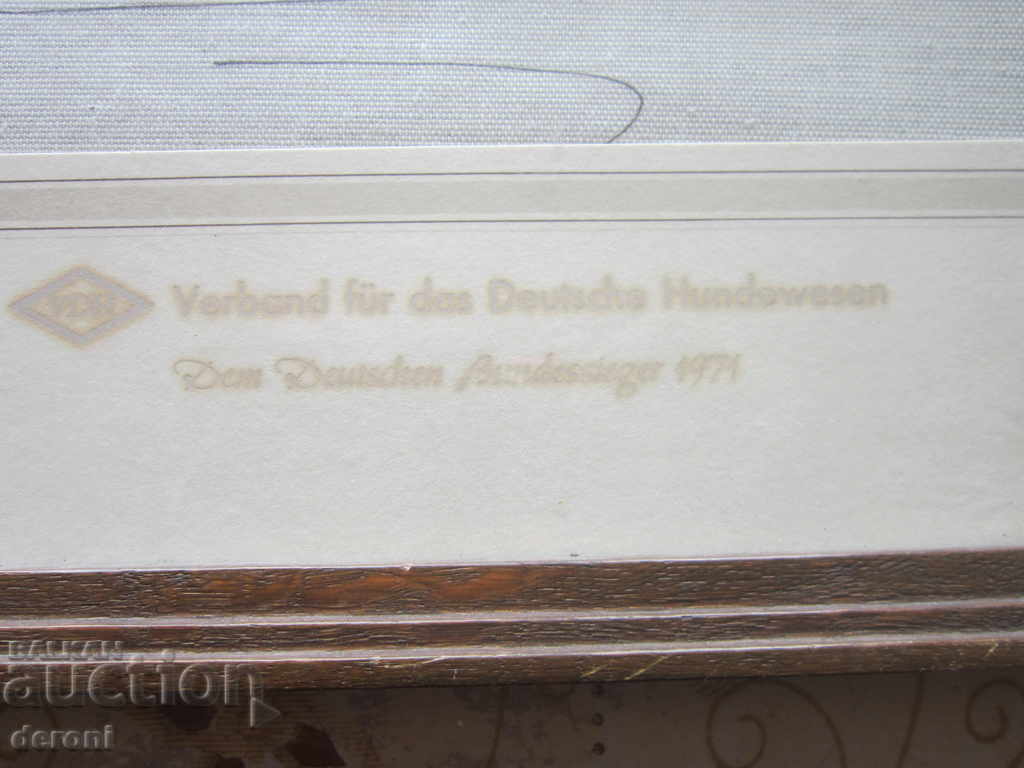 VDH Verband für das Deutsche Hundewesen
Dem Deutschen Bundessieger 1971
BALKAN
auction
deroni